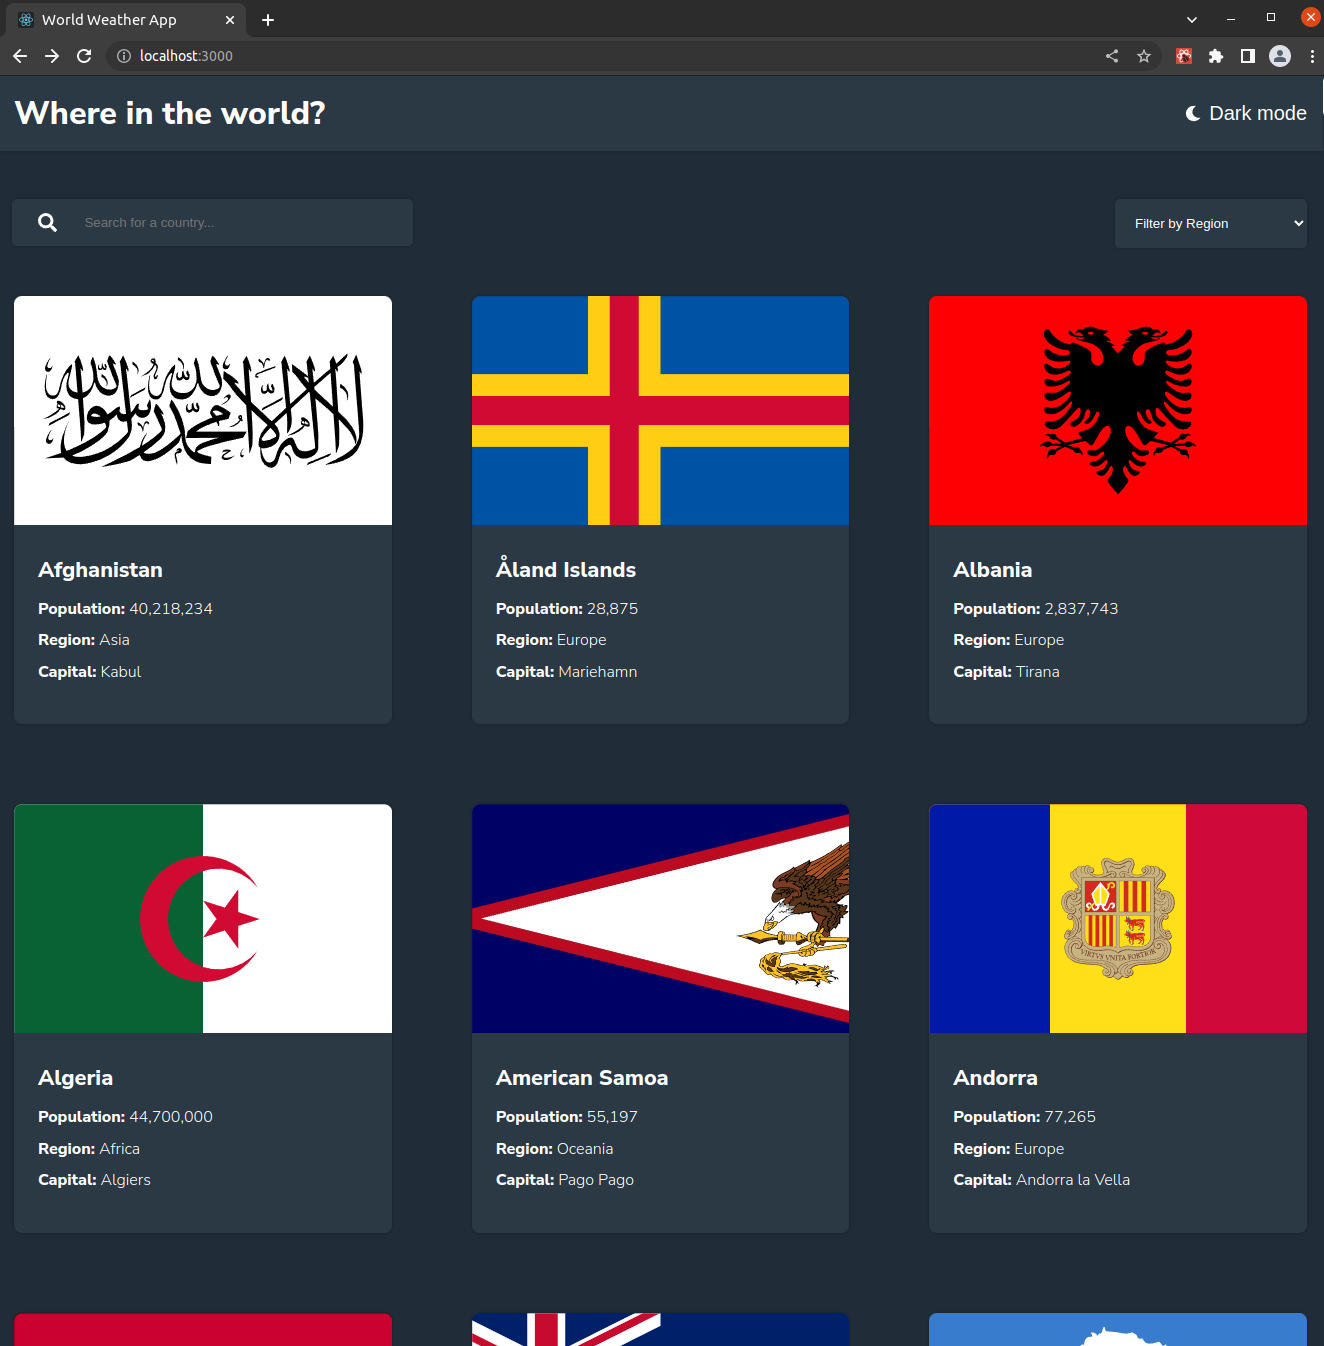 World Weather App
localhost:3000
Where in the world?
Dark mode
Search for a country...
Filter by Region
لا إله إلا الله محمد رسول الله
Afghanistan
Population: 40,218,234
Region: Asia
Capital: Kabul
Åland Islands
Population: 28,875
Region: Europe
Capital: Mariehamn
Albania
Population: 2,837,743
Region: Europe
Capital: Tirana
VIRTVS VNITA FORTIOR
Algeria
Population: 44,700,000
Region: Africa
Capital: Algiers
American Samoa
Population: 55,197
Region: Oceania
Capital: Pago Pago
Andorra
Population: 77,265
Region: Europe
Capital: Andorra la Vella